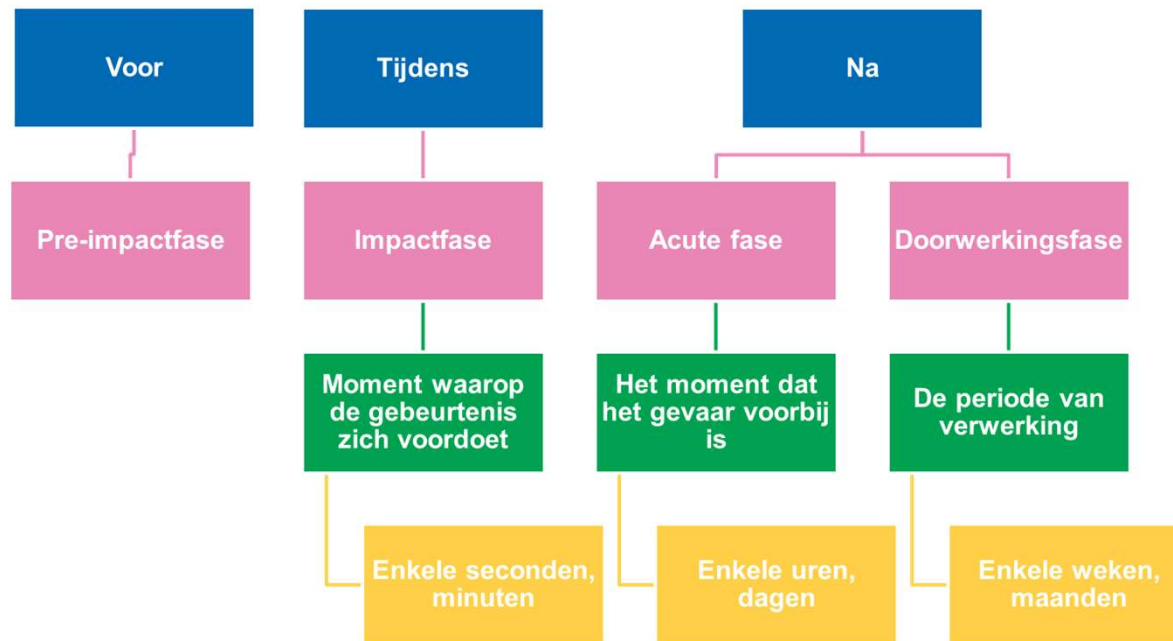 Voor
Tijdens
Na
Pre-impactfase
Impactfase
Acute fase
Doorwerkingsfase
Moment waarop
de gebeurtenis
zich voordoet
Het moment dat
het gevaar voorbij
is
De periode van
verwerking
Enkele seconden,
minuten
Enkele uren,
dagen
Enkele weken,
maanden